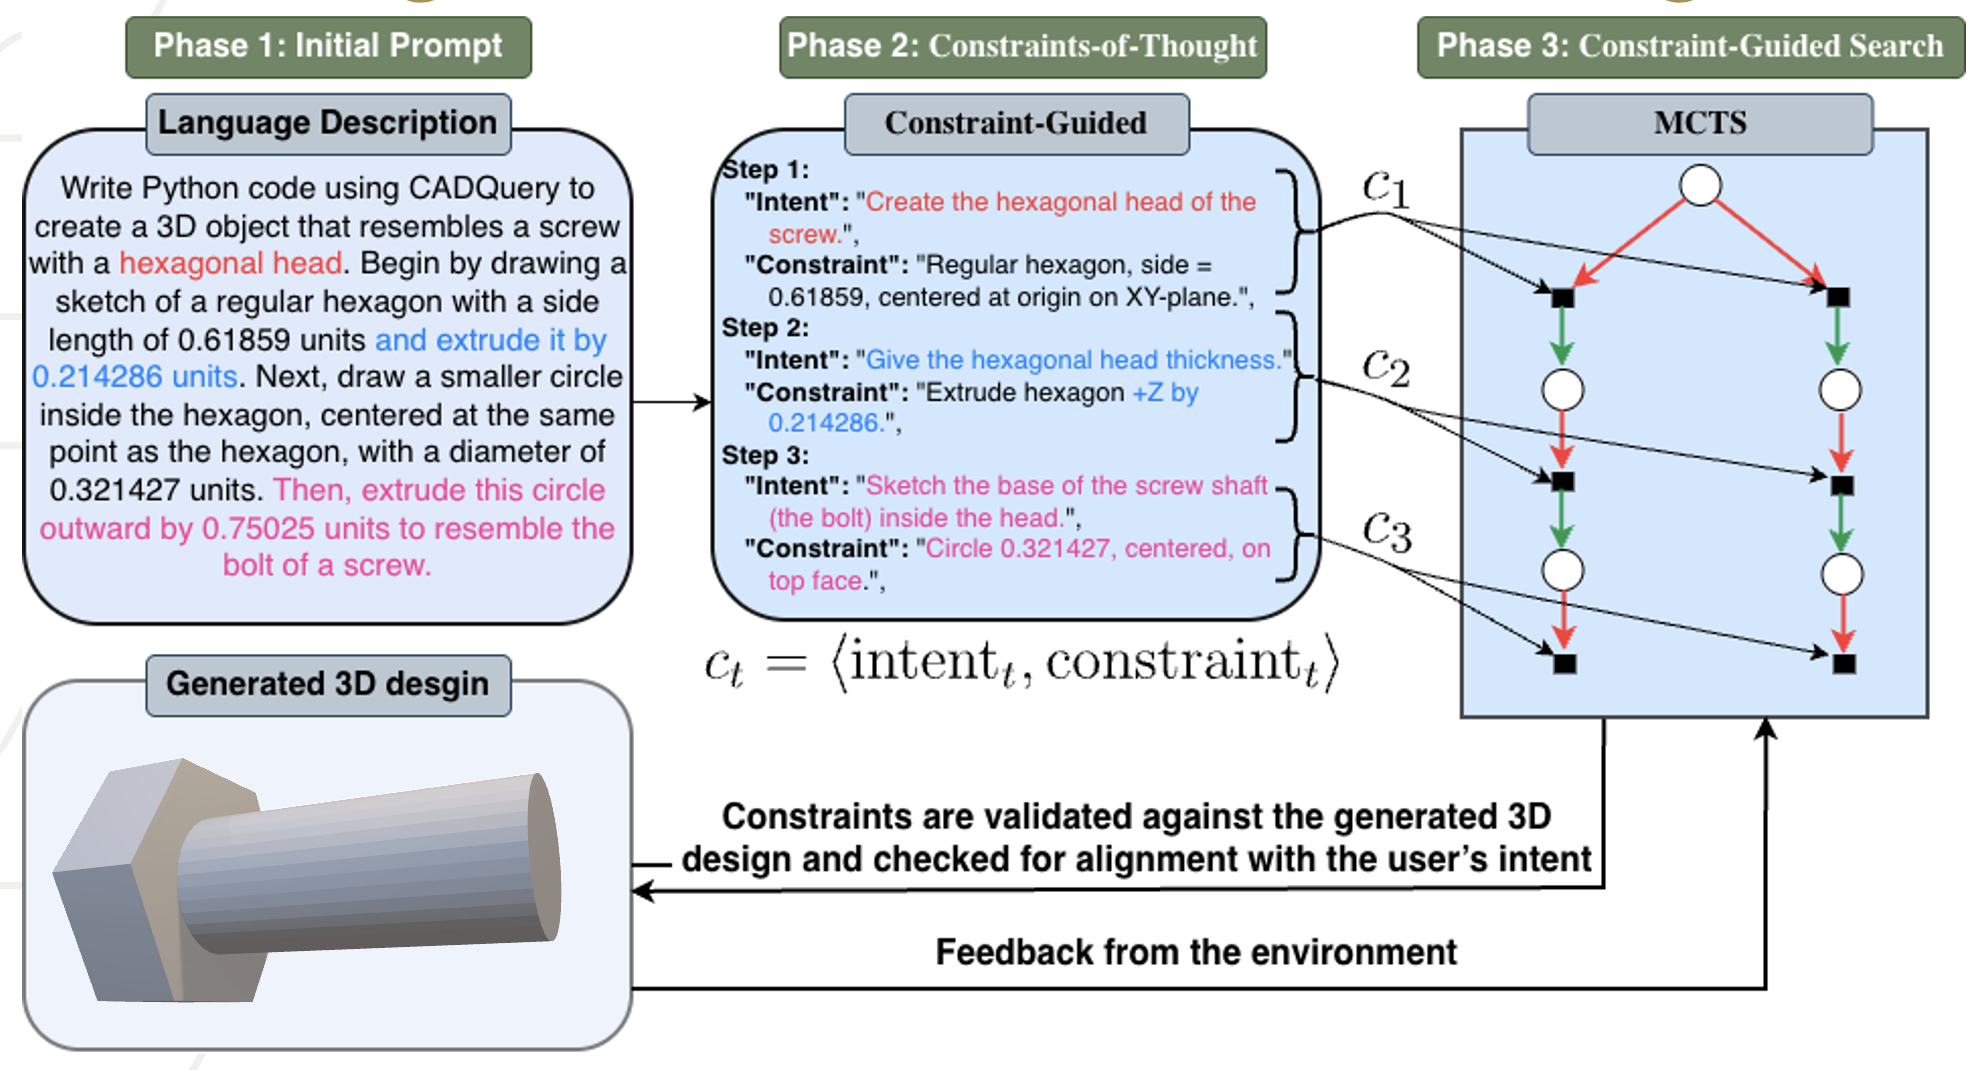 Phase 1: Initial Prompt
Language Description
Write Python code using CADQuery to
create a 3D object that resembles a screw
with a hexagonal head. Begin by drawing a
sketch of a regular hexagon with a side
length of 0.61859 units and extrude it by
0.214286 units. Next, draw a smaller circle
inside the hexagon, centered at the same
point as the hexagon, with a diameter of
0.321427 units. Then, extrude this circle
outward by 0.75025 units to resemble the
bolt of a screw.
Phase 2: Constraints-of-Thought
Constraint-Guided
Step 1:
"Intent": "Create the hexagonal head of the
screw.",
"Constraint": "Regular hexagon, side =
0.61859, centered at origin on XY-plane.",
Step 2:
"Intent": "Give the hexagonal head thickness."
"Constraint": "Extrude hexagon +Z by
0.214286.",
Step 3:
"Intent": "Sketch the base of the screw shaft
(the bolt) inside the head.",
"Constraint": "Circle 0.321427, centered, on
top face.",
c_t = ⟨intent_t, constraint_t⟩
c_1
c_2
c_3
Phase 3: Constraint-Guided Search
MCTS
Generated 3D desgin
Constraints are validated against the generated 3D
design and checked for alignment with the user's intent
Feedback from the environment